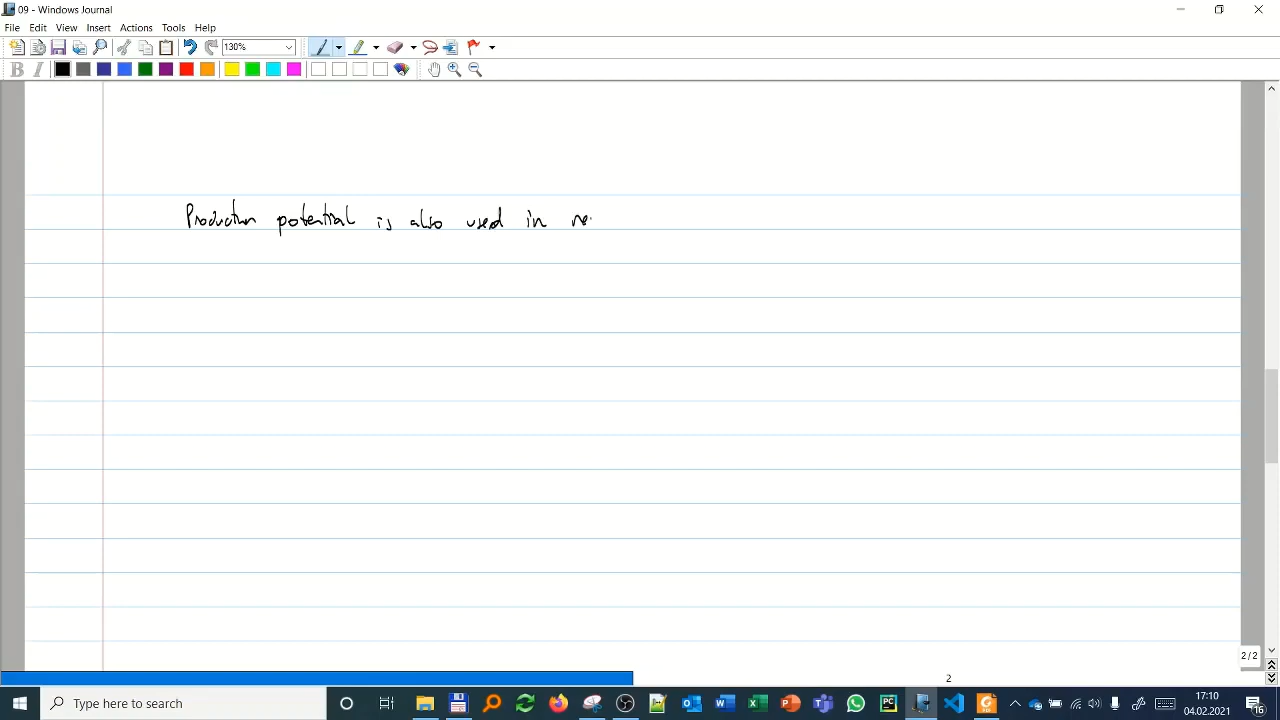 09 - Windows Journal
File Edit View Insert Actions Tools Help
130%
B I
Production potential is also used in re
2 / 2
2
Type here to search
17:10
04.02.2021